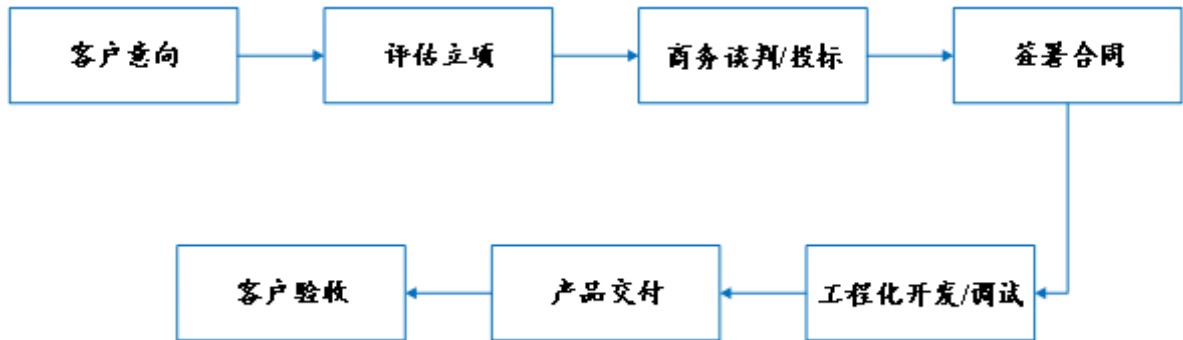 客户意向
评估立项
商务谈判/投标
签署合同
工程化开发/调试
产品交付
客户验收